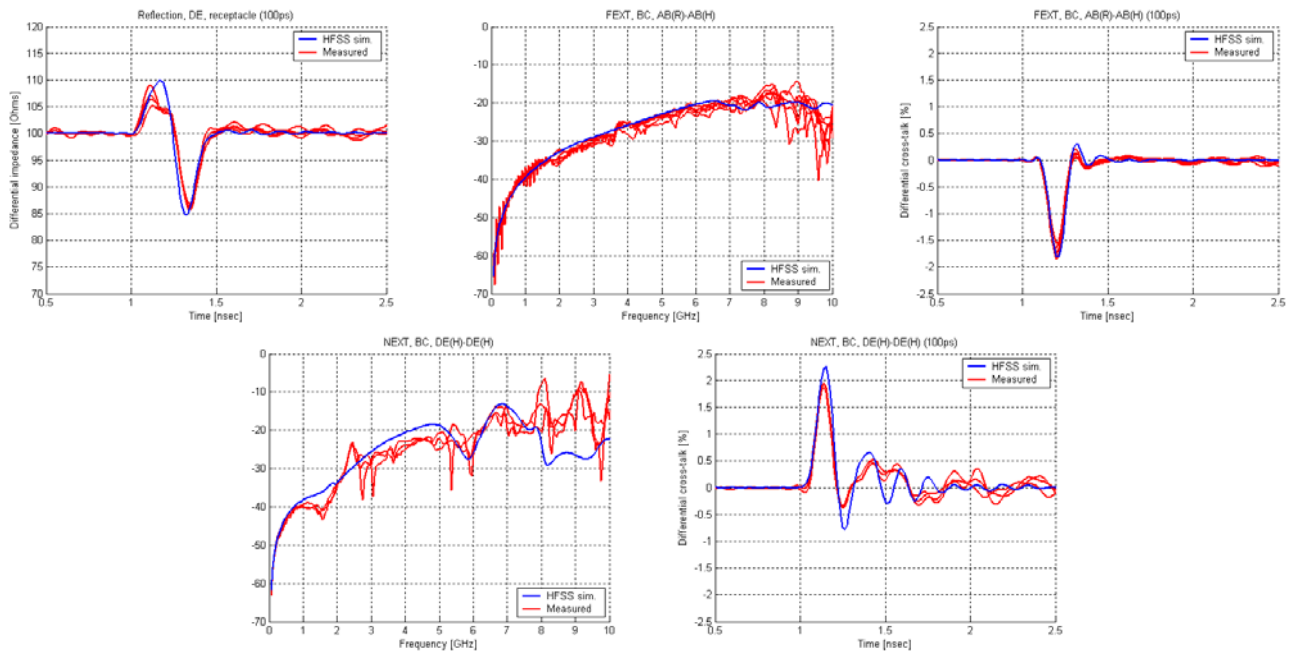 Reflection, DE, receptacle (100ps)
120
115
110
105
100
95
90
85
80
75
70
Differential impedance [Ohms]
HFSS sim.
Measured
0.5 1 1.5 2 2.5
Time [nsec]
FEXT, BC, AB(R)-AB(H)
0
-10
-20
-30
-40
-50
-60
-70
HFSS sim.
Measured
0 1 2 3 4 5 6 7 8 9 10
Frequency [GHz]
FEXT, BC, AB(R)-AB(H) (100ps)
2.5
2
1.5
1
0.5
0
-0.5
-1
-1.5
-2
-2.5
Differential cross-talk [%]
HFSS sim.
Measured
0.5 1 1.5 2 2.5
Time [nsec]
NEXT, BC, DE(H)-DE(H)
0
-10
-20
-30
-40
-50
-60
-70
HFSS sim.
Measured
0 1 2 3 4 5 6 7 8 9 10
Frequency [GHz]
NEXT, BC, DE(H)-DE(H) (100ps)
2.5
2
1.5
1
0.5
0
-0.5
-1
-1.5
-2
-2.5
Differential cross-talk [%]
HFSS sim.
Measured
0.5 1 1.5 2 2.5
Time [nsec]